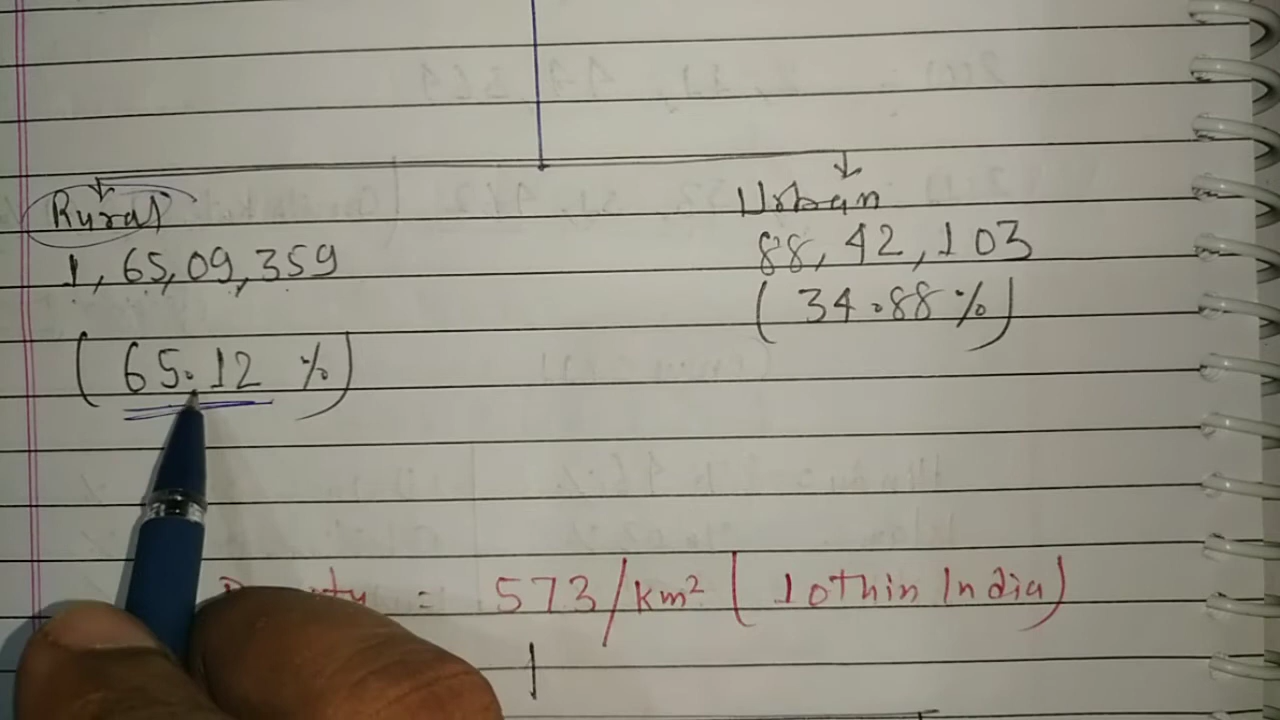 Rural
1,65,09,359
(65.12 %)
Urban
88,42,103
(34.88%)
= 573/km² (10th in India)